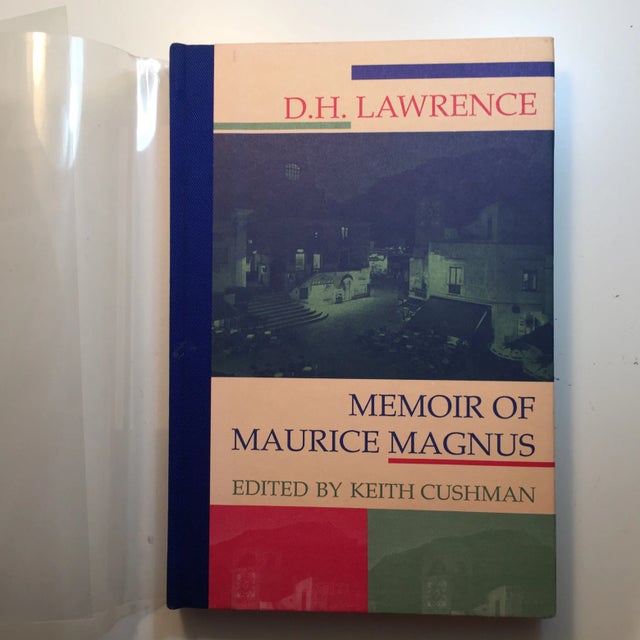 D.H. LAWRENCE
MEMOIR OF
MAURICE MAGNUS
EDITED BY KEITH CUSHMAN